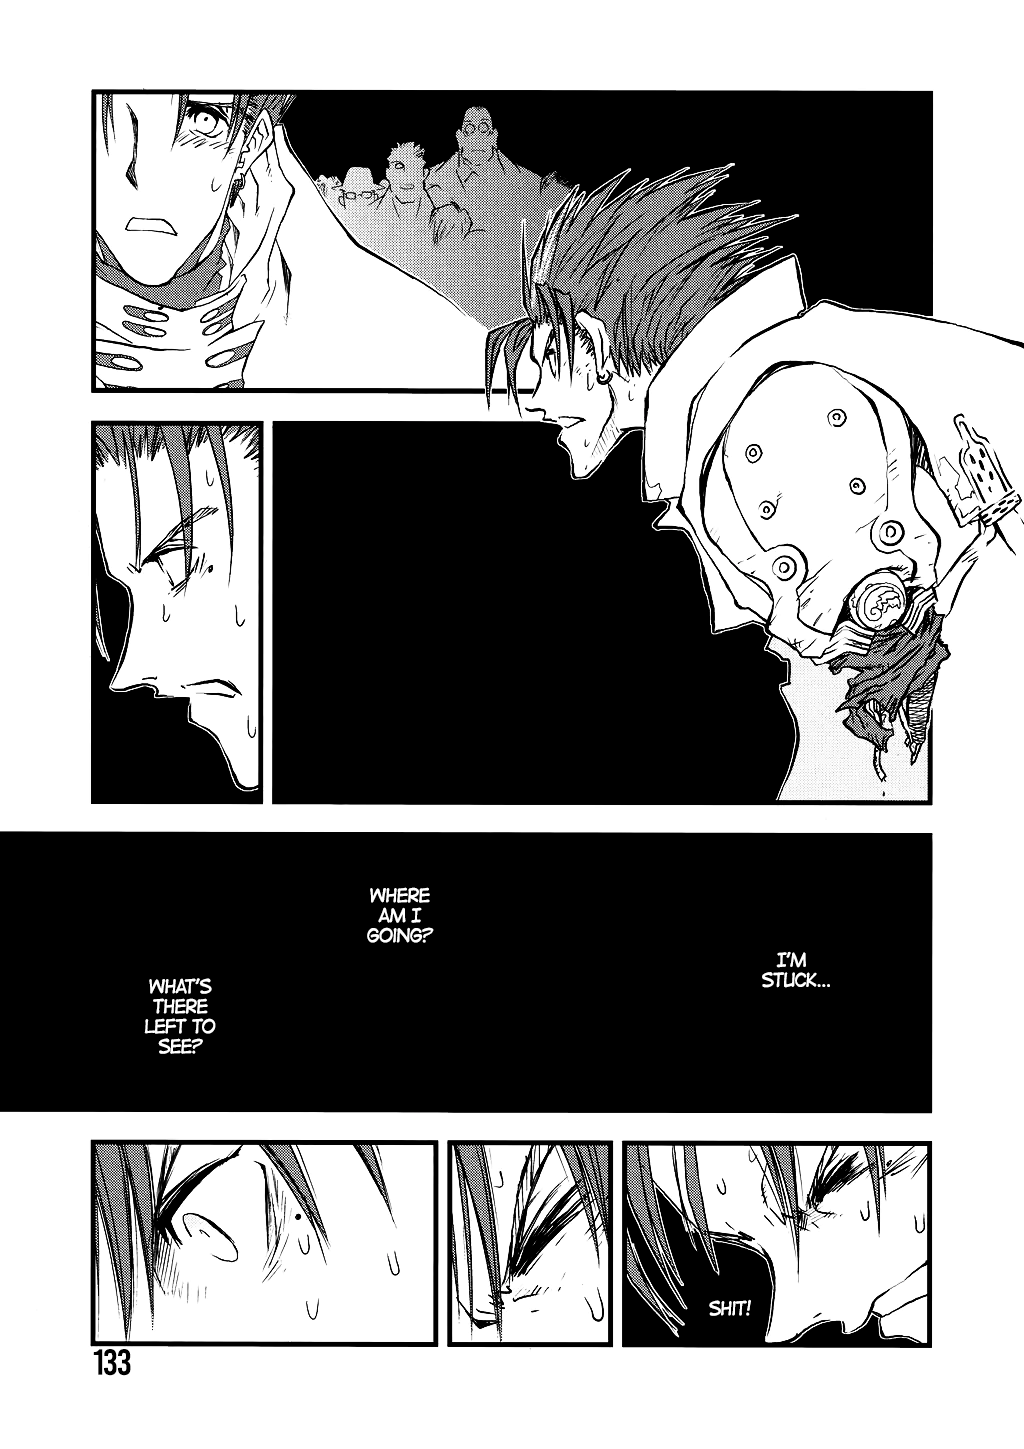 I'M
STUCK...
WHERE
AM I
GOING?
WHAT'S
THERE
LEFT TO
SEE?
SHIT!
133